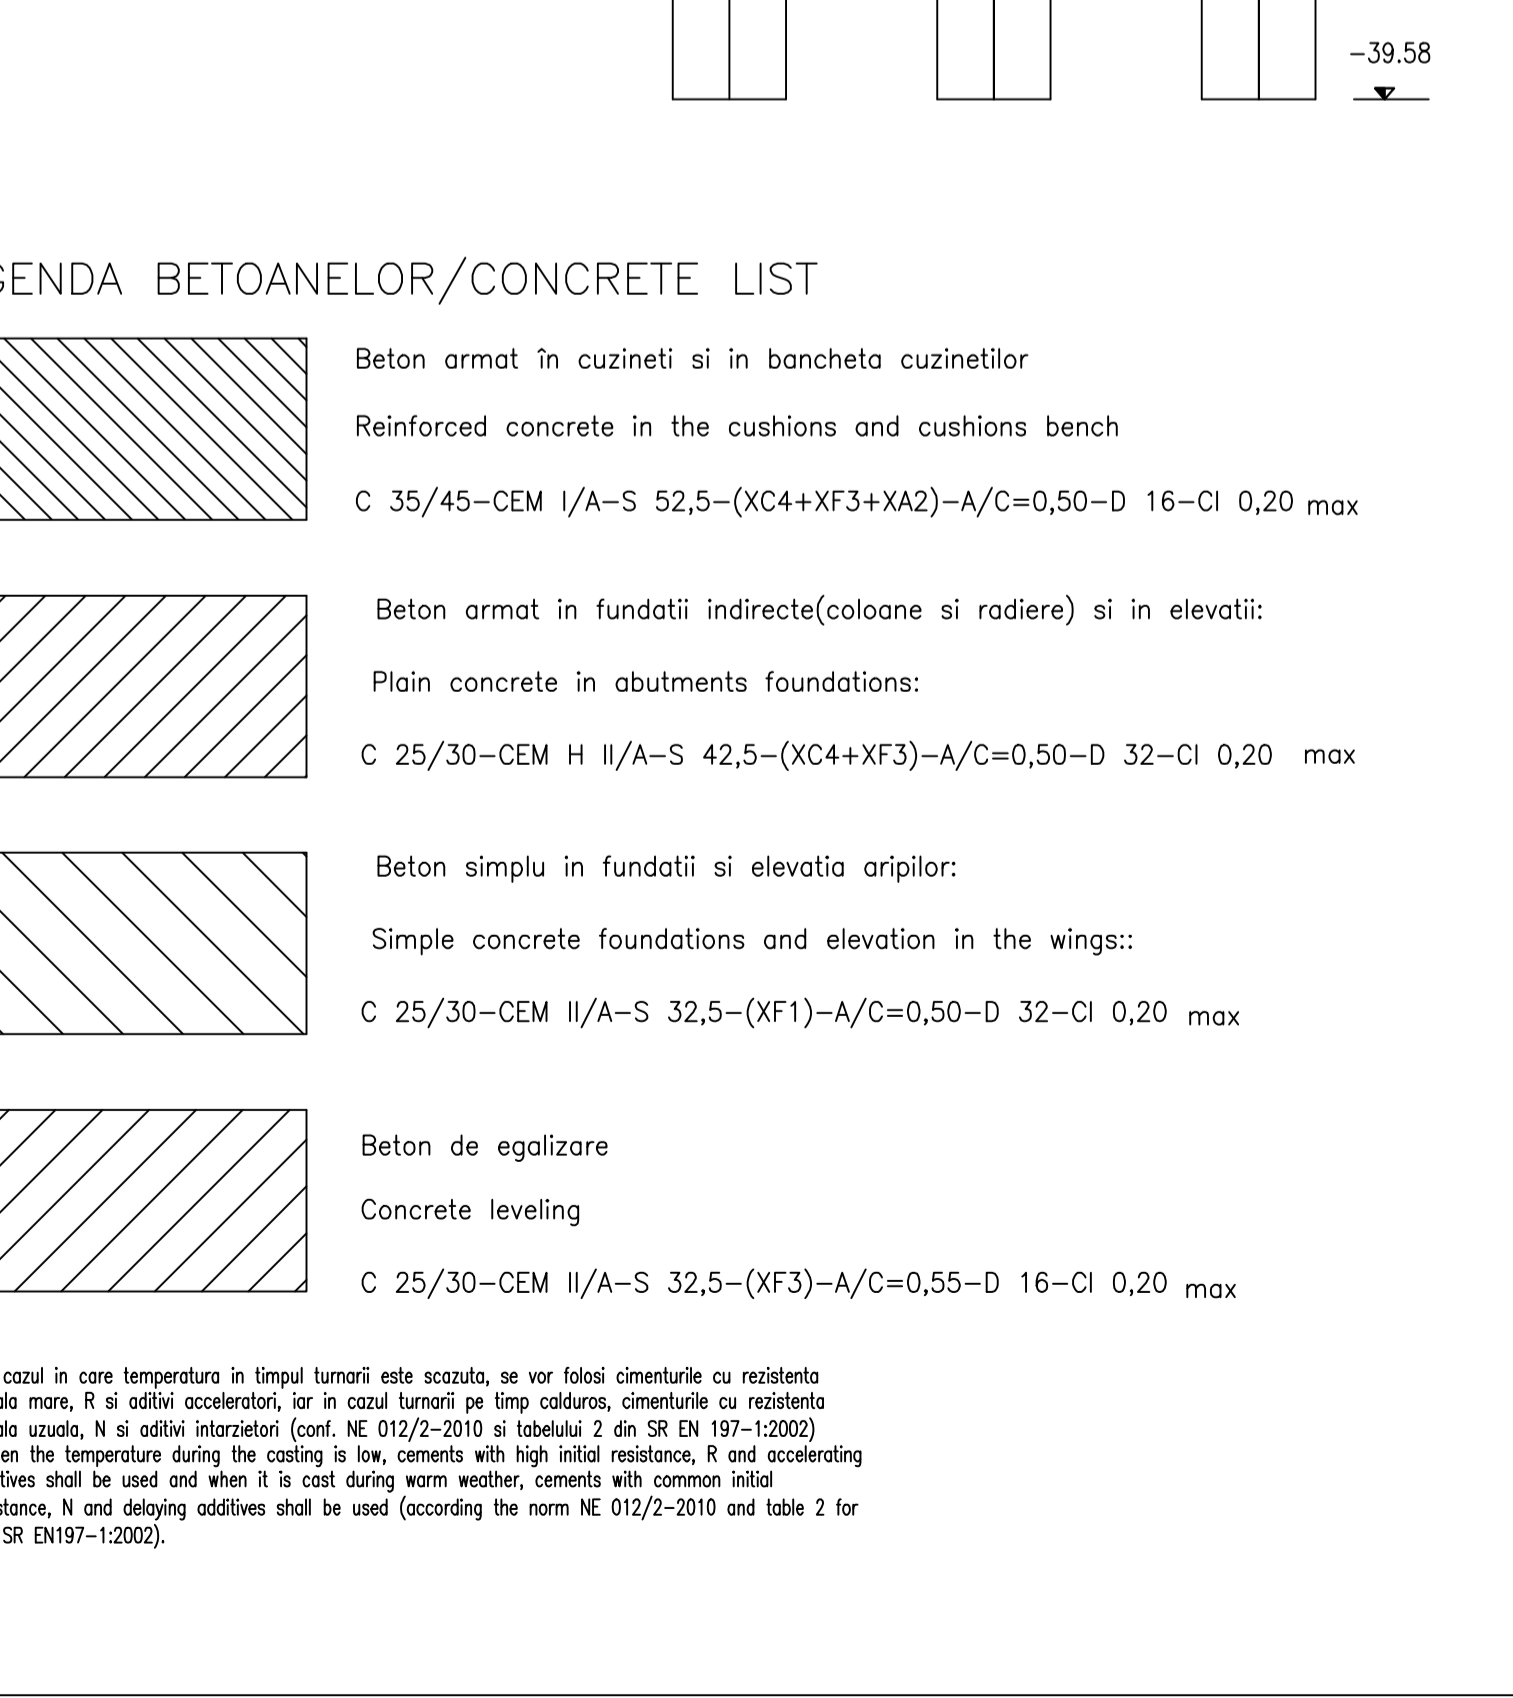 -39.58
GENDA BETOANELOR/CONCRETE LIST
Beton armat în cuzineti si in bancheta cuzinetilor
Reinforced concrete in the cushions and cushions bench
C 35/45-CEM I/A-S 52,5-(XC4+XF3+XA2)-A/C=0,50-D 16-Cl 0,20 max
Beton armat in fundatii indirecte(coloane si radiere) si in elevatii:
Plain concrete in abutments foundations:
C 25/30-CEM H II/A-S 42,5-(XC4+XF3)-A/C=0,50-D 32-Cl 0,20 max
Beton simplu in fundatii si elevatia aripilor:
Simple concrete foundations and elevation in the wings::
C 25/30-CEM II/A-S 32,5-(XF1)-A/C=0,50-D 32-Cl 0,20 max
Beton de egalizare
Concrete leveling
C 25/30-CEM II/A-S 32,5-(XF3)-A/C=0,55-D 16-Cl 0,20 max
cazul in care temperatura in timpul turnarii este scazuta, se vor folosi cimenturile cu rezistenta
ala mare, R si aditivi acceleratori, iar in cazul turnarii pe timp calduros, cimenturile cu rezistenta
ala uzuala, N si aditivi intarzietori (conf. NE 012/2-2010 si tabelului 2 din SR EN 197-1:2002)
en the temperature during the casting is low, cements with high initial resistance, R and accelerating
tives shall be used and when it is cast during warm weather, cements with common initial
stance, N and delaying additives shall be used (according the norm NE 012/2-2010 and table 2 for
SR EN197-1:2002).